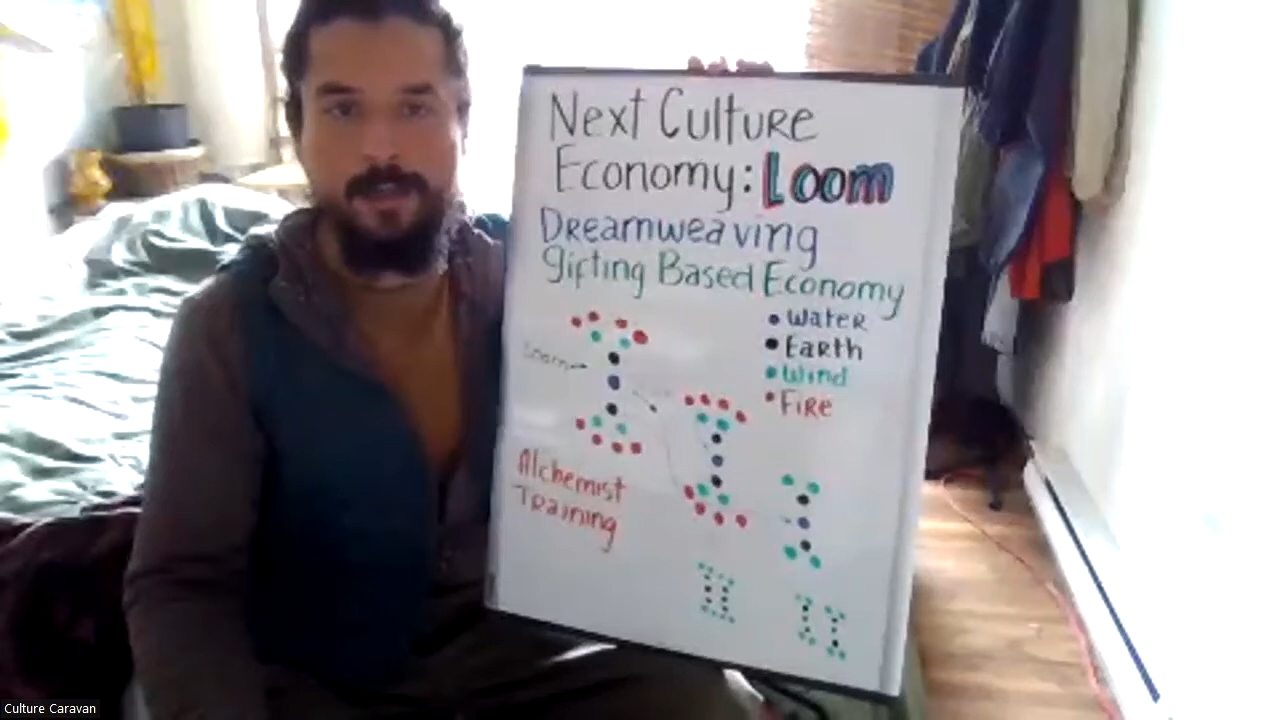 Next Culture
Economy: Loom
Dreamweaving
Gifting Based Economy
Water
Earth
Wind
Fire
Alchemist
Training
Culture Caravan